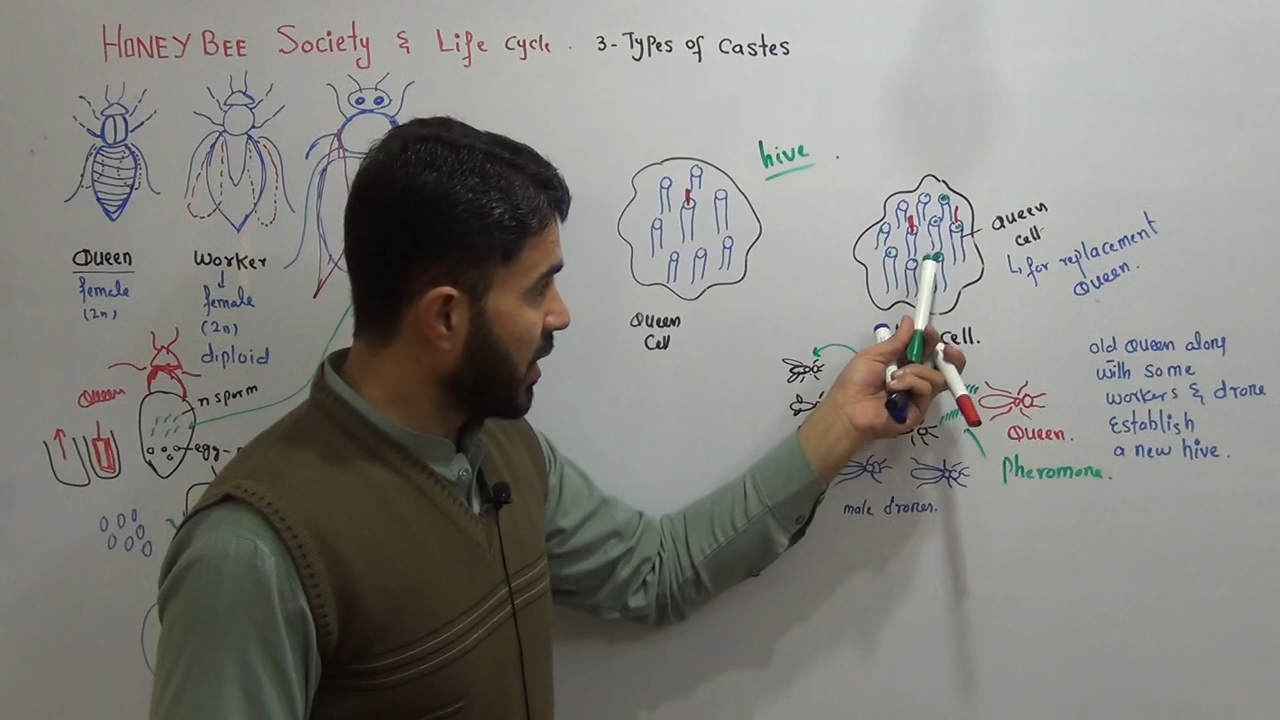 HONEY BEE Society & Life cycle. 3-Types of Castes
Queen
female
(2n)
Worker
female
(2n)
diploid
Queen
n sperm
egg-
hive
Queen
Cell
Queen
cell
for replacement
Queen.
cell.
Queen.
Pheromone.
male drones.
old Queen along
with some
workers & drone
Establish
a new hive.